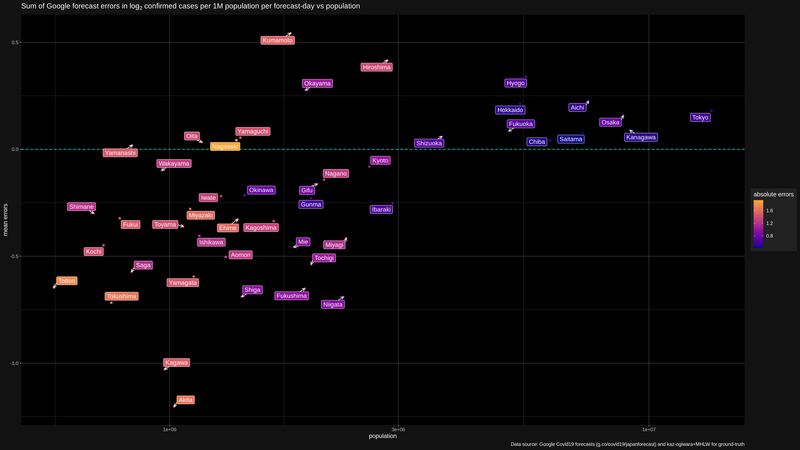 Sum of Google forecast errors in log2 confirmed cases per 1M population per forecast-day vs population
Kumamoto
0.5
Hiroshima
Okayama
Hyogo
Hokkaido
Aichi
Tokyo
Fukuoka
Osaka
Oita
Yamaguchi
Kanagawa
Saitama
Chiba
Shizuoka
Nagasaki
0.0
Yamanashi
Wakayama
Kyoto
Nagano
Okinawa
Gifu
Iwate
Gunma
Shimane
Ibaraki
Miyazaki
Fukui
Toyama
Ehime
Kagoshima
Ishikawa
Mie
Miyagi
Kochi
Aomori
Tochigi
-0.5
Saga
Tottori
Yamagata
Shiga
Tokushima
Fukushima
Niigata
Kagawa
-1.0
Akita
mean errors
1e+06
3e+06
1e+07
population
absolute errors
1.6
1.2
0.8
Data source: Google Covid19 forecasts (g.co/covid19/japanforecast) and kaz-ogiwara+MHLW for ground-truth